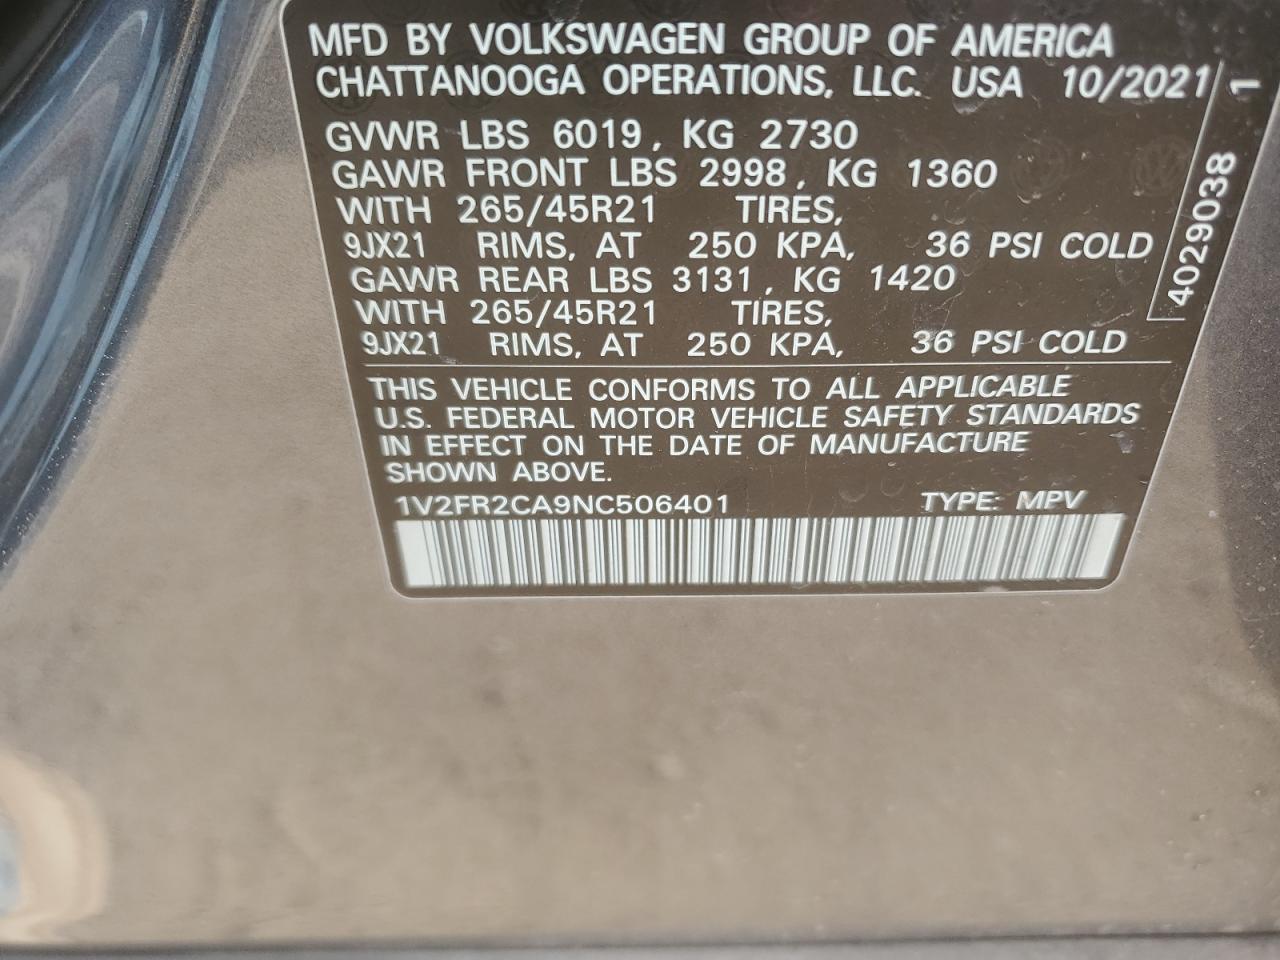 MFD BY VOLKSWAGEN GROUP OF AMERICA
CHATTANOOGA OPERATIONS, LLC. USA 10/2021
GVWR LBS 6019, KG 2730
GAWR FRONT LBS 2998, KG 1360
WITH 265/45R21 TIRES,
9JX21 RIMS, AT 250 KPA, 36 PSI COLD
GAWR REAR LBS 3131, KG 1420
WITH 265/45R21 TIRES,
9JX21 RIMS, AT 250 KPA, 36 PSI COLD
THIS VEHICLE CONFORMS TO ALL APPLICABLE
U.S. FEDERAL MOTOR VEHICLE SAFETY STANDARDS
IN EFFECT ON THE DATE OF MANUFACTURE
SHOWN ABOVE.
1V2FR2CA9NC506401 TYPE: MPV
4029038 1